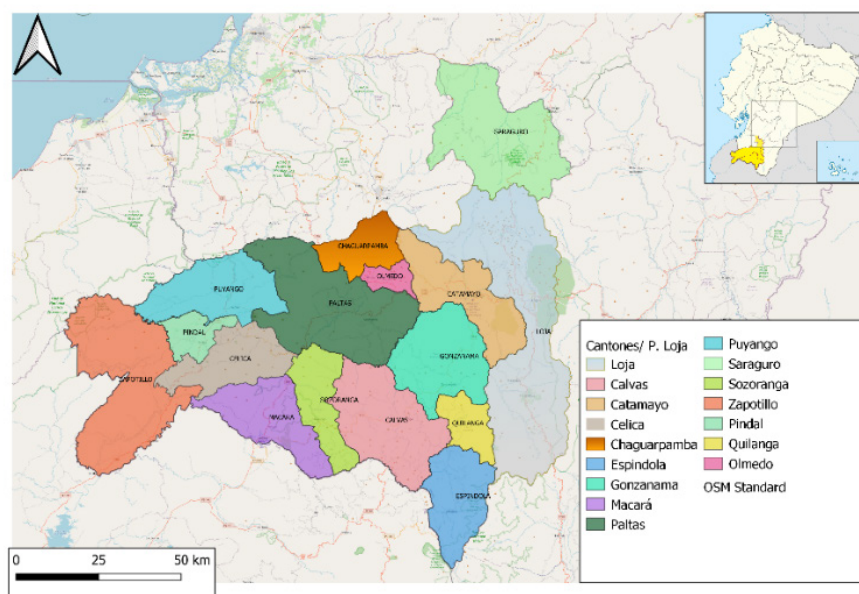 SARAGURO
CHAGUARPAMBA
OLMEDO
PUYANGO
CATAMAYO
PALTAS
LOJA
PINDAL
CELICA
GONZANAMA
ZAPOTILLO
SOZORANGA
MACARA
CALVAS
QUILANGA
ESPINDOLA
Cantones/ P. Loja
Loja
Calvas
Catamayo
Celica
Chaguarpamba
Espindola
Gonzanama
Macará
Paltas
Puyango
Saraguro
Sozoranga
Zapotillo
Pindal
Quilanga
Olmedo
OSM Standard
0 25 50 km